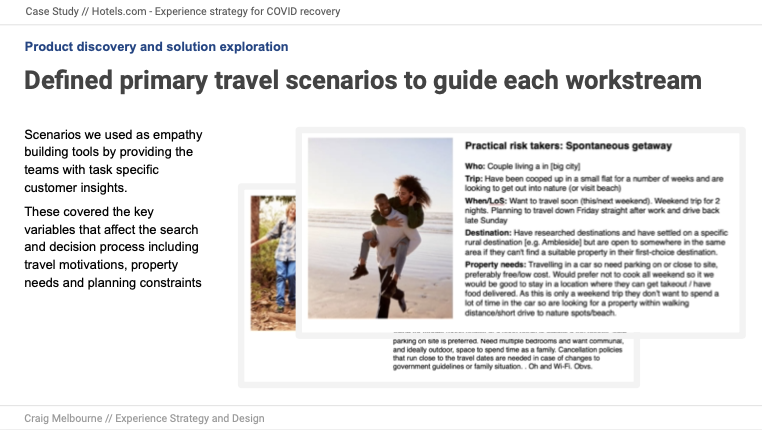 Case Study // Hotels.com - Experience strategy for COVID recovery
Product discovery and solution exploration
Defined primary travel scenarios to guide each workstream
Scenarios we used as empathy
building tools by providing the
teams with task specific
customer insights.
These covered the key
variables that affect the search
and decision process including
travel motivations, property
needs and planning constraints
Practical risk takers: Spontaneous getaway
Who: Couple living a in [big city]
Trip: Have been cooped up in a small flat for a number of weeks and are
looking to get out into nature (or visit beach)
When/LoS: Want to travel soon (this/next weekend). Weekend trip for 2
nights. Planning to travel down Friday straight after work and drive back
late Sunday
Destination: Have researched destinations and have settled on a specific
rural destination [e.g. Ambleside] but are open to somewhere in the same
area if they can't find a suitable property in their first-choice destination.
Property needs: Travelling in a car so need parking on or close to site,
preferably free/low cost. Would prefer not to cook all weekend so it we
would be good to stay in a location where they can get takeout / have
food delivered. As this is only a weekend trip they don't want to spend a
lot of time in the car so are looking for a property within walking
distance/short drive to nature spots/beach.
parking on site is preferred. Need multiple bedrooms and want communal,
and ideally outdoor, space to spend time as a family. Cancellation policies
that run close to the travel dates are needed in case of changes to
government guidelines or family situation. . Oh and Wi-Fi. Obvs.
Craig Melbourne // Experience Strategy and Design